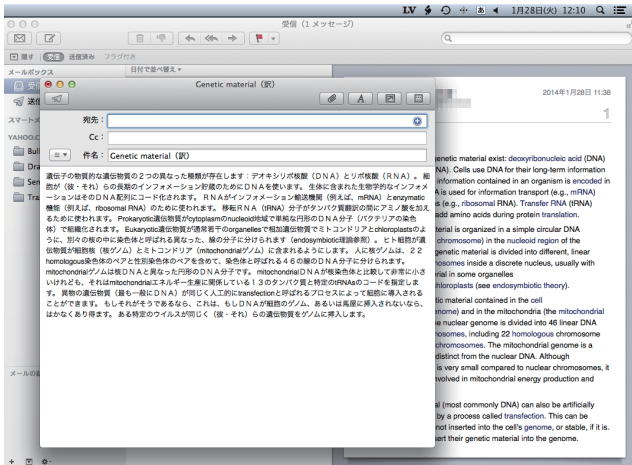 LV
1月28日(火) 12:10
受信 (1 メッセージ)
隠す 受信 送信済み フラグ付き
メールボックス
日付で並べ替え
2014年1月28日 11:38
1
YAHOO.C
メールの
Genetic material (訳)
宛先：
Cc：
件名： Genetic material (訳)
遺伝子の物質的な遺伝物質の２つの異なった種類が存在します：デオキシリボ核酸（ＤＮＡ）とリボ核酸（ＲＮＡ）。 細
胞が（彼・それ）らの長期のインフォメーション貯蔵のためにＤＮＡを使います。 生体に含まれた生物学的なインフォメ
ーションはそのＤＮＡ配列にコード化されます。 ＲＮＡがインフォメーション輸送機関（例えば、mRNA）とenzymatic
機能（例えば、ribosomal RNA）のために使われます。 移転ＲＮＡ（tRNA）分子がタンパク質翻訳の間にアミノ酸を加え
るために使われます。 Prokaryotic遺伝物質がcytoplasmのnucleoid地域で単純な円形のＤＮＡ分子（バクテリアの染色
体）で組織化されます。 Eukaryotic遺伝物質が通常若干のorganellesで相加遺伝物質でミトコンドリアとchloroplastsのよ
うに、別々の核の中に染色体と呼ばれる異なった、線の分子に分けられます（endosymbiotic理論参照）。 ヒト細胞が遺
伝物質が細胞核（核ゲノム）とミトコンドリア（mitochondrialゲノム）に含まれるようにします。 人に核ゲノムは、22
homologous染色体のペアと性別染色体のペアを含めて、染色体と呼ばれる４６の線のＤＮＡ分子に分けられます。
mitochondrialゲノムは核ＤＮＡと異なった円形のＤＮＡ分子です。 mitochondrialＤＮＡが核染色体と比較して非常に小さ
いけれども、それはmitochondrialエネルギー生産に関係している１３のタンパク質と特定のtRNAsのコードを指定しま
す。 異物の遺伝物質（最も一般にＤＮＡ）が同じく人工的にtransfectionと呼ばれるプロセスによって細胞に導入される
ことができます。 もしそれがそうであるなら、これは、もしＤＮＡが細胞のゲノム、あるいは馬屋に挿入されないなら、
はかなくあり得ます。 ある特定のウイルスが同じく（彼・それ）らの遺伝物質をゲノムに挿入します。
genetic material exist: deoxyribonucleic acid (DNA)
NA). Cells use DNA for their long-term information
information contained in an organism is encoded in
A is used for information transport (e.g., mRNA)
s (e.g., ribosomal RNA). Transfer RNA (tRNA)
add amino acids during protein translation.
terial is organized in a simple circular DNA
chromosome) in the nucleoid region of the
genetic material is divided into different, linear
mosomes inside a discrete nucleus, usually with
erial in some organelles
hloroplasts (see endosymbiotic theory).
tic material contained in the cell
enome) and in the mitochondria (the mitochondrial
e nuclear genome is divided into 46 linear DNA
mosomes, including 22 homologous chromosome
chromosomes. The mitochondrial genome is a
distinct from the nuclear DNA. Although
is very small compared to nuclear chromosomes, it
nvolved in mitochondrial energy production and
al (most commonly DNA) can also be artificially
by a process called transfection. This can be
not inserted into the cell's genome, or stable, if it is.
sert their genetic material into the genome.